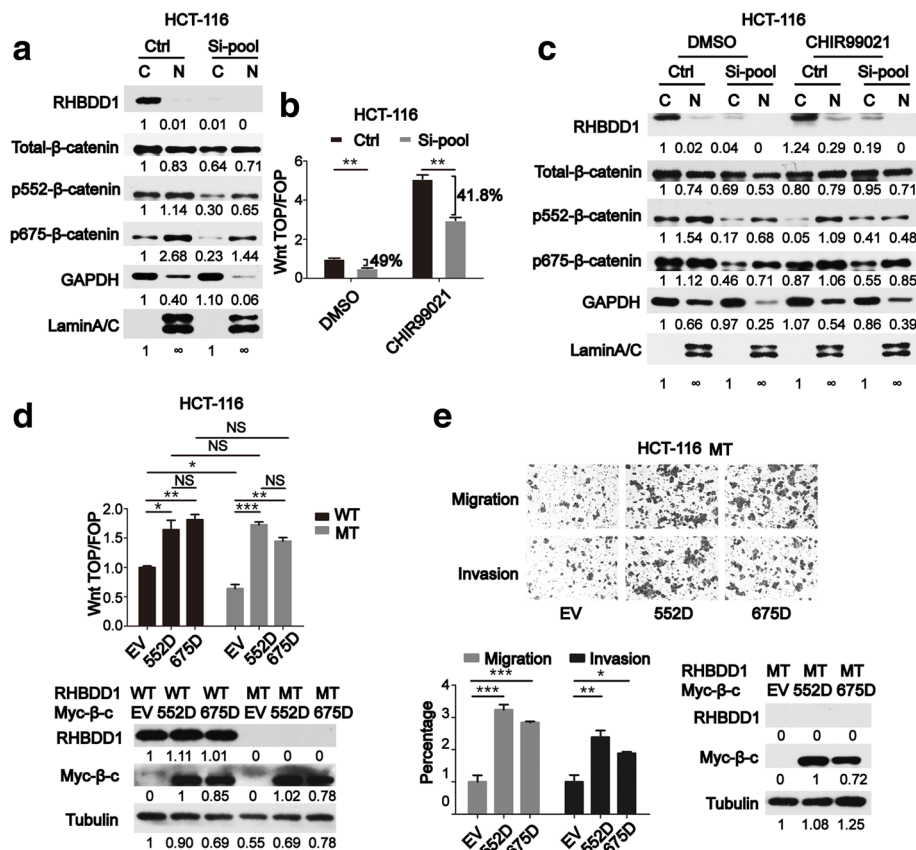 a
HCT-116
Ctrl Si-pool
C N C N
RHBDD1
1 0.01 0.01 0
Total-β-catenin
1 0.83 0.64 0.71
p552-β-catenin
1 1.14 0.30 0.65
p675-β-catenin
1 2.68 0.23 1.44
GAPDH
1 0.40 1.10 0.06
LaminA/C
1 ∞ 1 ∞
b
HCT-116
Ctrl Si-pool
Wnt TOP/FOP
6
4
2
0
**
**
49%
41.8%
DMSO
CHIR99021
c
HCT-116
DMSO CHIR99021
Ctrl Si-pool Ctrl Si-pool
C N C N C N C N
RHBDD1
1 0.02 0.04 0 1.24 0.29 0.19 0
Total-β-catenin
1 0.74 0.69 0.53 0.80 0.79 0.95 0.71
p552-β-catenin
1 1.54 0.17 0.68 0.05 1.09 0.41 0.48
p675-β-catenin
1 1.12 0.46 0.71 0.87 1.06 0.55 0.85
GAPDH
1 0.66 0.97 0.25 1.07 0.54 0.86 0.39
LaminA/C
1 ∞ 1 ∞ 1 ∞ 1 ∞
d
HCT-116
NS
NS
*
NS NS
** **
* ***
WT
MT
Wnt TOP/FOP
2.0
1.5
1.0
0.5
0.0
EV 552D 675D EV 552D 675D
RHBDD1 WT WT WT MT MT MT
Myc-β-c EV 552D 675D EV 552D 675D
RHBDD1
1 1.11 1.01 0 0 0
Myc-β-c
0 1 0.85 0 1.02 0.78
Tubulin
1 0.90 0.69 0.55 0.69 0.78
e
HCT-116 MT
Migration
Invasion
EV 552D 675D
Migration Invasion
Percentage
4
3
2
1
0
***
***
*
**
EV 552D 675D EV 552D 675D
RHBDD1 MT MT MT
Myc-β-c EV 552D 675D
RHBDD1
0 0 0
Myc-β-c
0 1 0.72
Tubulin
1 1.08 1.25